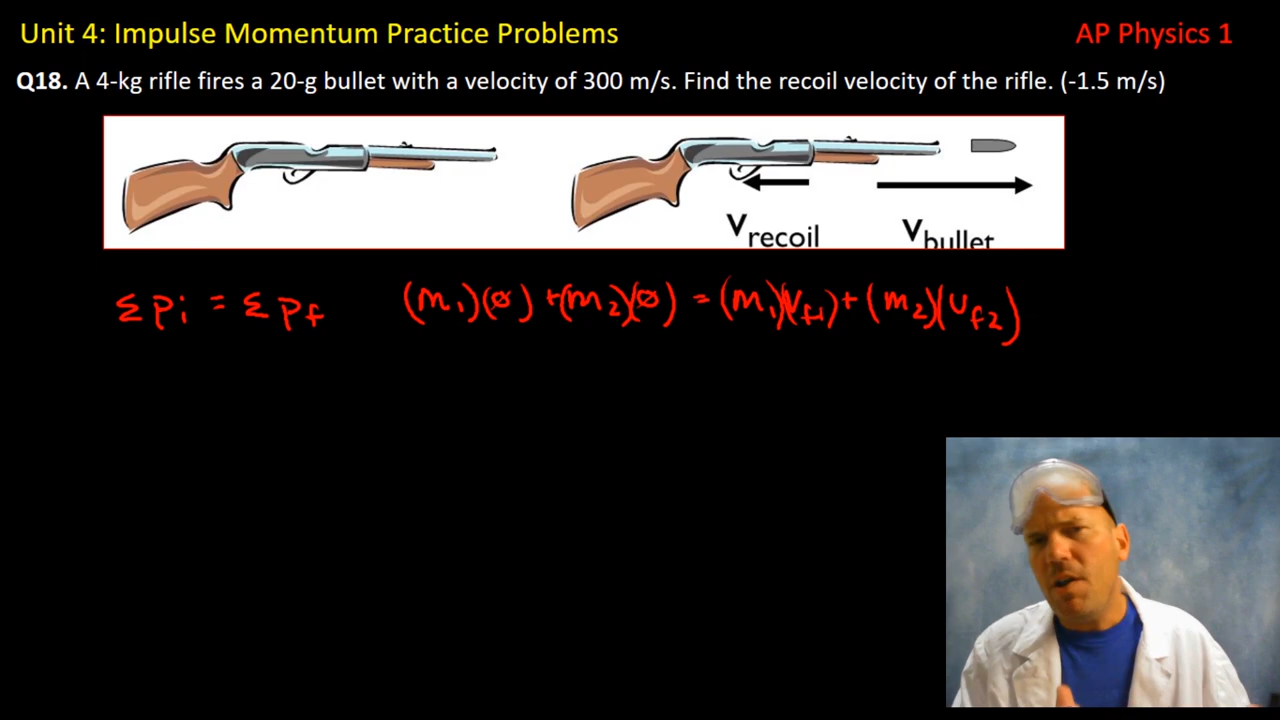 Unit 4: Impulse Momentum Practice Problems AP Physics 1
Q18. A 4-kg rifle fires a 20-g bullet with a velocity of 300 m/s. Find the recoil velocity of the rifle. (-1.5 m/s)
v_recoil v_bullet
Σpi = Σpf (m₁)(0) + (m₂)(0) = (m₁)(vf1) + (m₂)(vf2)